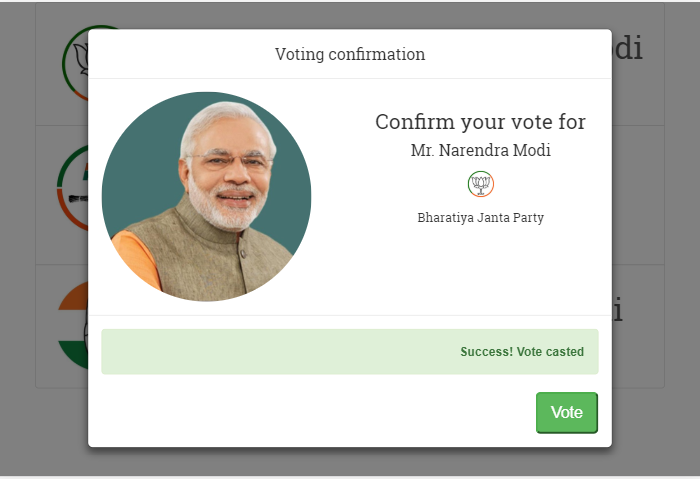 odi
Voting confirmation
Confirm your vote for
Mr. Narendra Modi
Bharatiya Janta Party
i
Success! Vote casted
Vote